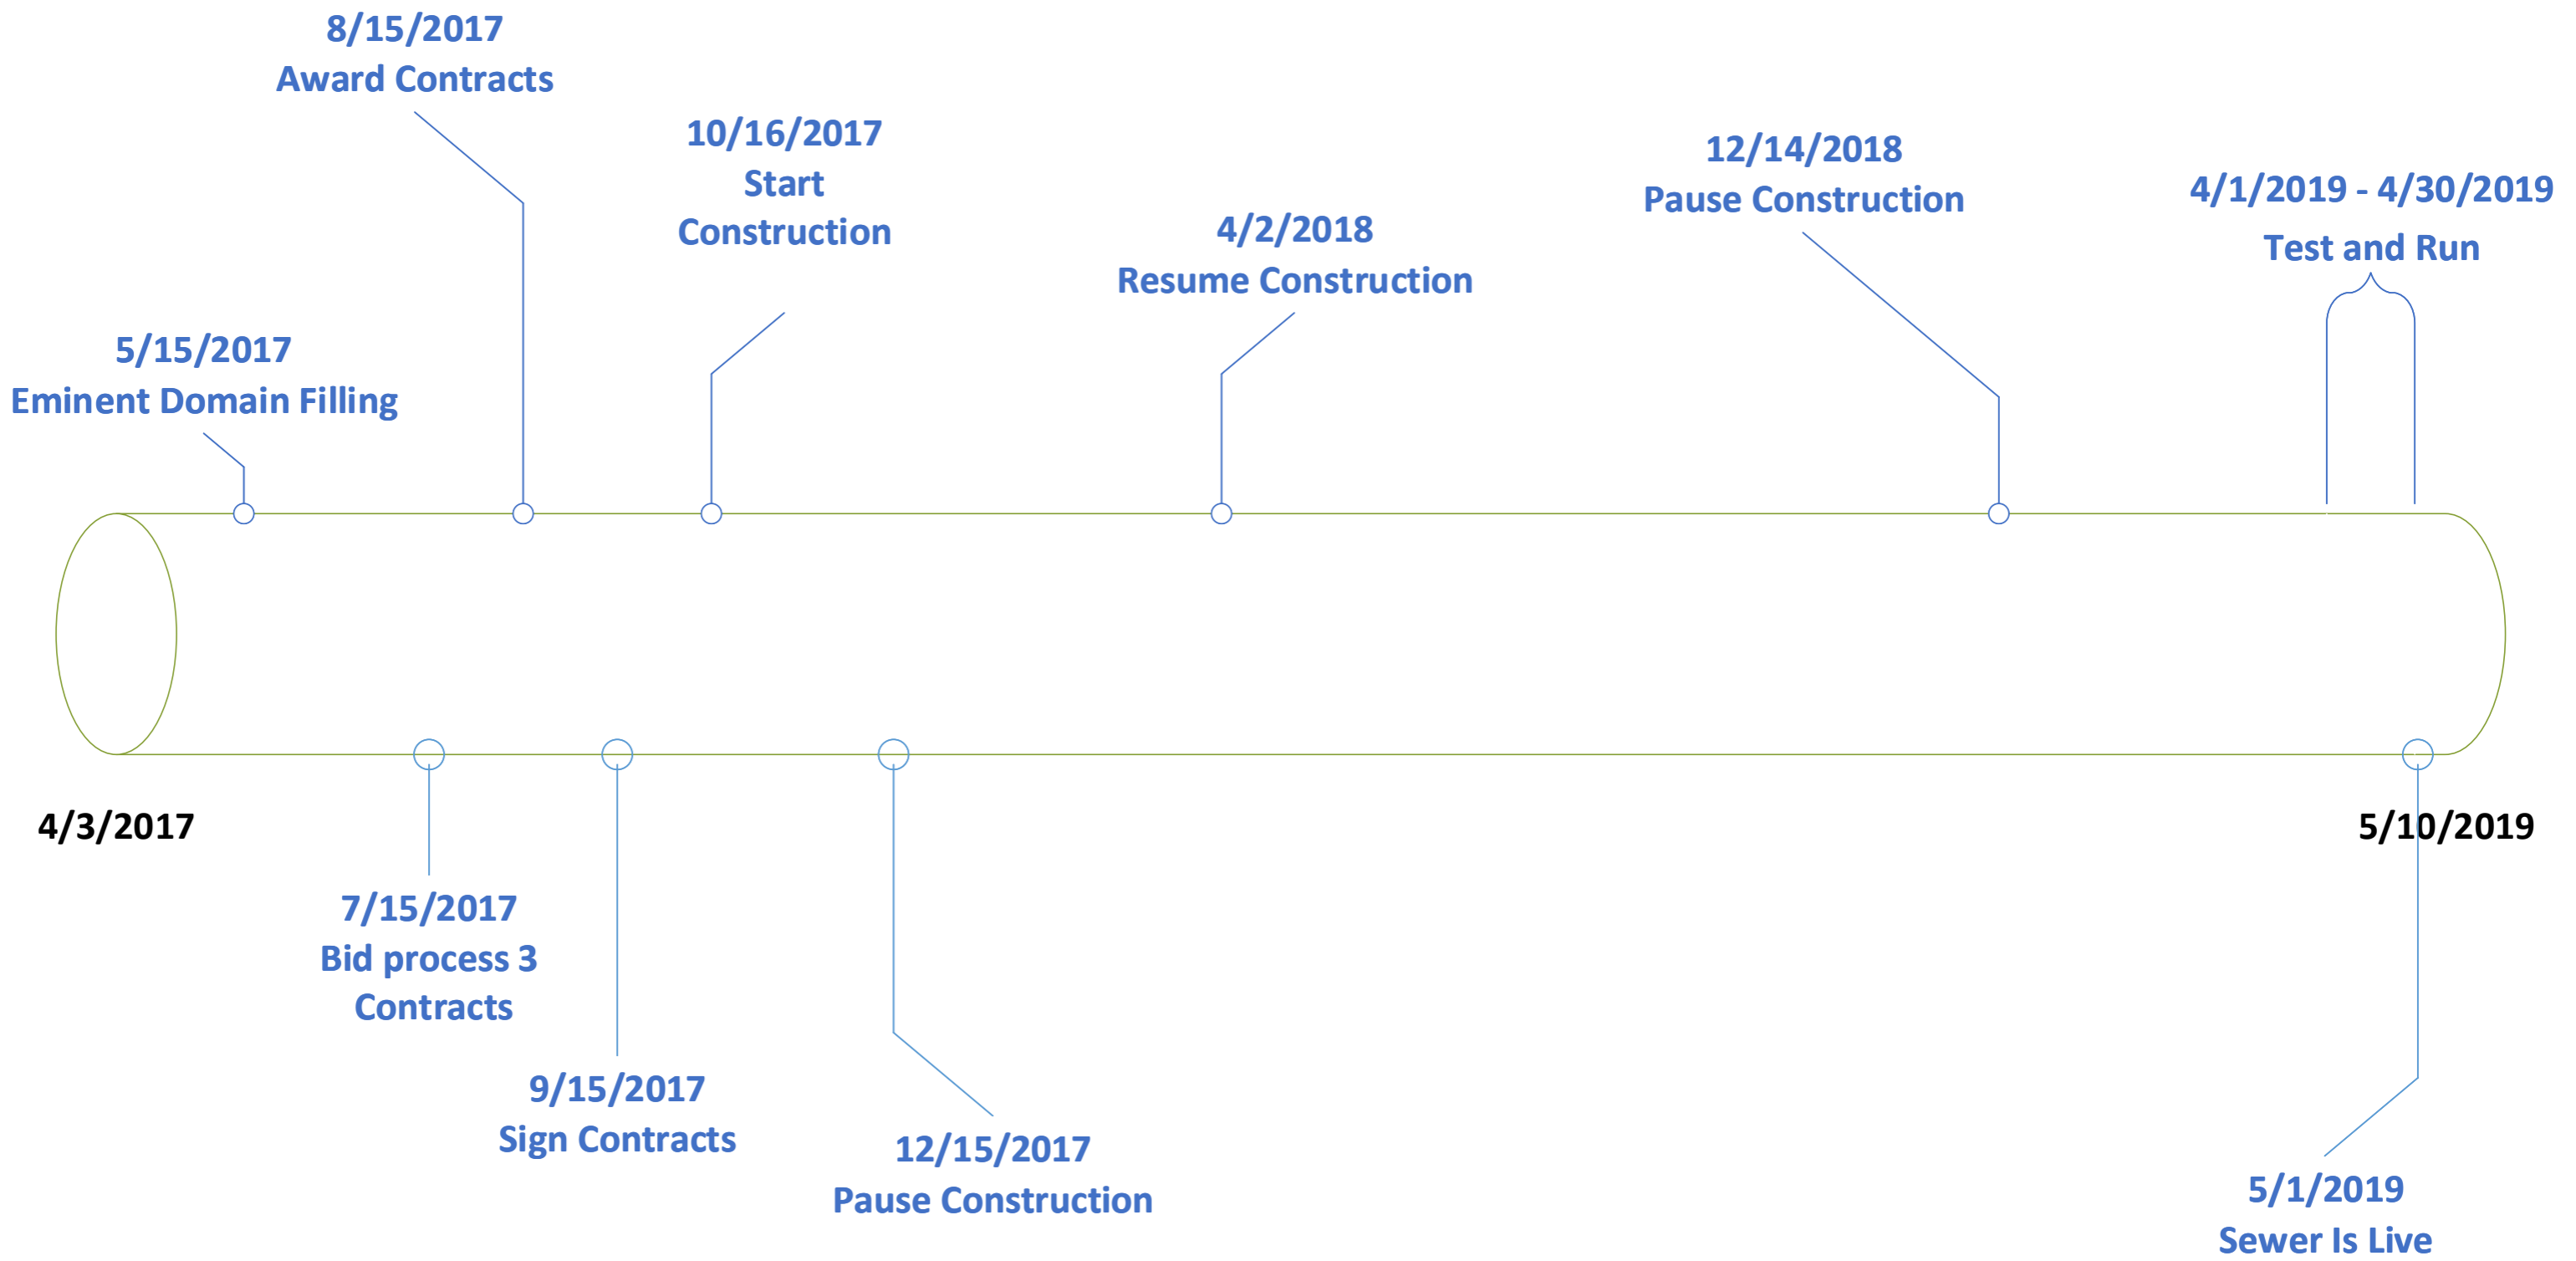 8/15/2017
Award Contracts
10/16/2017
Start
Construction
12/14/2018
Pause Construction
4/1/2019 - 4/30/2019
Test and Run
4/2/2018
Resume Construction
5/15/2017
Eminent Domain Filling
4/3/2017
5/10/2019
7/15/2017
Bid process 3
Contracts
9/15/2017
Sign Contracts
12/15/2017
Pause Construction
5/1/2019
Sewer Is Live